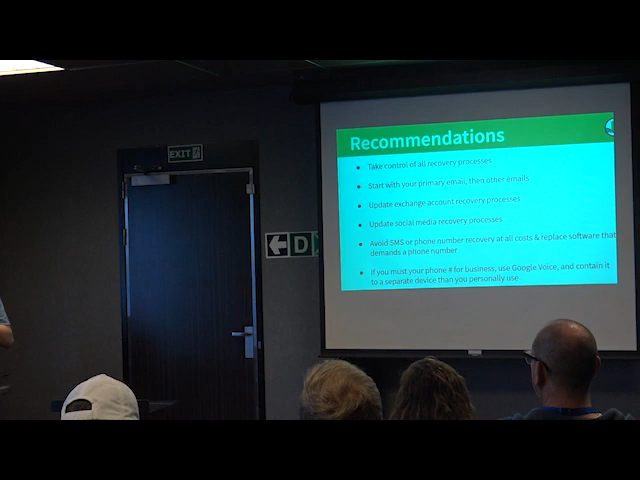 EXIT
D
Recommendations
● Take control of all recovery processes
● Start with your primary email, then other emails
● Update exchange account recovery processes
● Update social media recovery processes
● Avoid SMS or phone number recovery at all costs & replace software that
demands a phone number
● If you must your phone # for business, use Google Voice, and contain it
to a separate device than you personally use